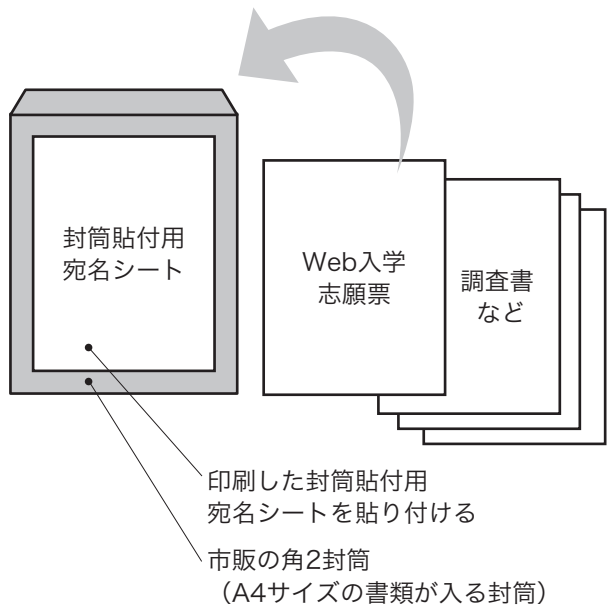 封筒貼付用
宛名シート
Web入学
志願票
調査書
など
印刷した封筒貼付用
宛名シートを貼り付ける
市販の角2封筒
（A4サイズの書類が入る封筒）